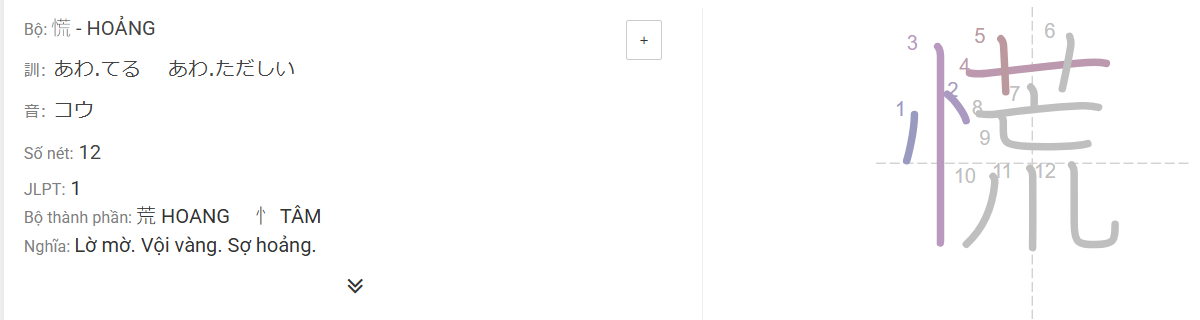 Bộ: 慌 - HOẢNG
+
訓: あわ.てる あわ.ただしい
音: コウ
Số nét: 12
JLPT: 1
Bộ thành phần: 荒 HOANG 忄 TÂM
Nghĩa: Lờ mờ. Vội vàng. Sợ hoảng.
慌
1
2
3
4
5
6
7
8
9
10
11
12